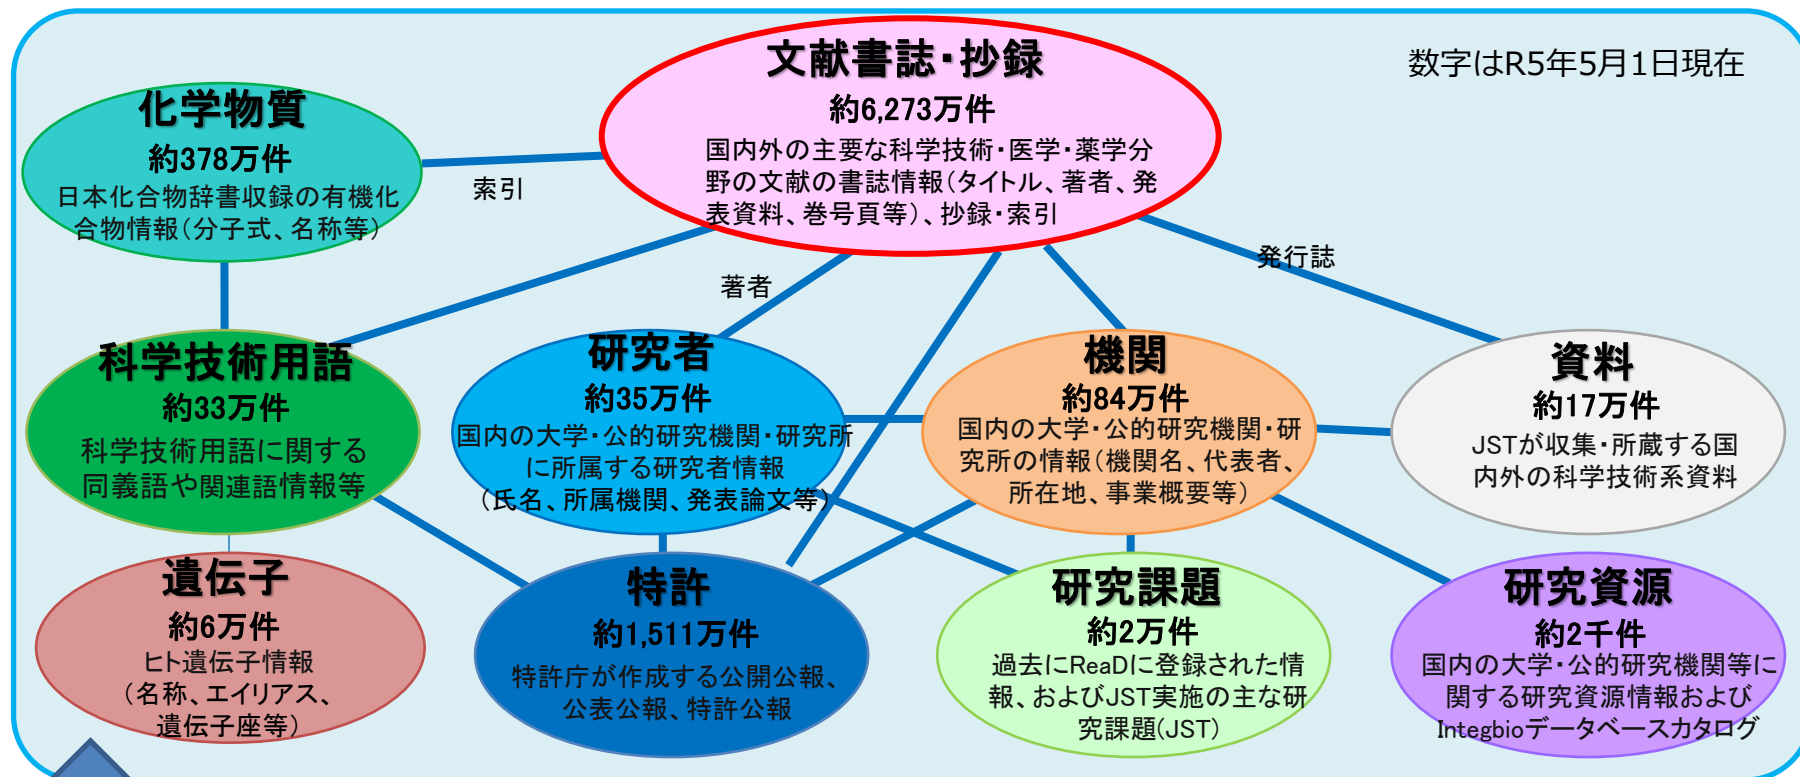 文献書誌・抄録
約6,273万件
国内外の主要な科学技術・医学・薬学分
野の文献の書誌情報（タイトル、著者、発
表資料、巻号頁等）、抄録・索引
数字はR5年5月1日現在
化学物質
約378万件
日本化合物辞書収録の有機化
合物情報（分子式、名称等）
索引
著者
発行誌
科学技術用語
約33万件
科学技術用語に関する
同義語や関連語情報等
研究者
約35万件
国内の大学・公的研究機関・研究所
に所属する研究者情報
（氏名、所属機関、発表論文等）
機関
約84万件
国内の大学・公的研究機関・研
究所の情報（機関名、代表者、
所在地、事業概要等）
資料
約17万件
JSTが収集・所蔵する国
内外の科学技術系資料
遺伝子
約6万件
ヒト遺伝子情報
（名称、エイリアス、
遺伝子座等）
特許
約1,511万件
特許庁が作成する公開公報、
公表公報、特許公報
研究課題
約2万件
過去にReaDに登録された情
報、およびJST実施の主な研
究課題(JST)
研究資源
約2千件
国内の大学・公的研究機関等に
関する研究資源情報および
Integbioデータベースカタログ